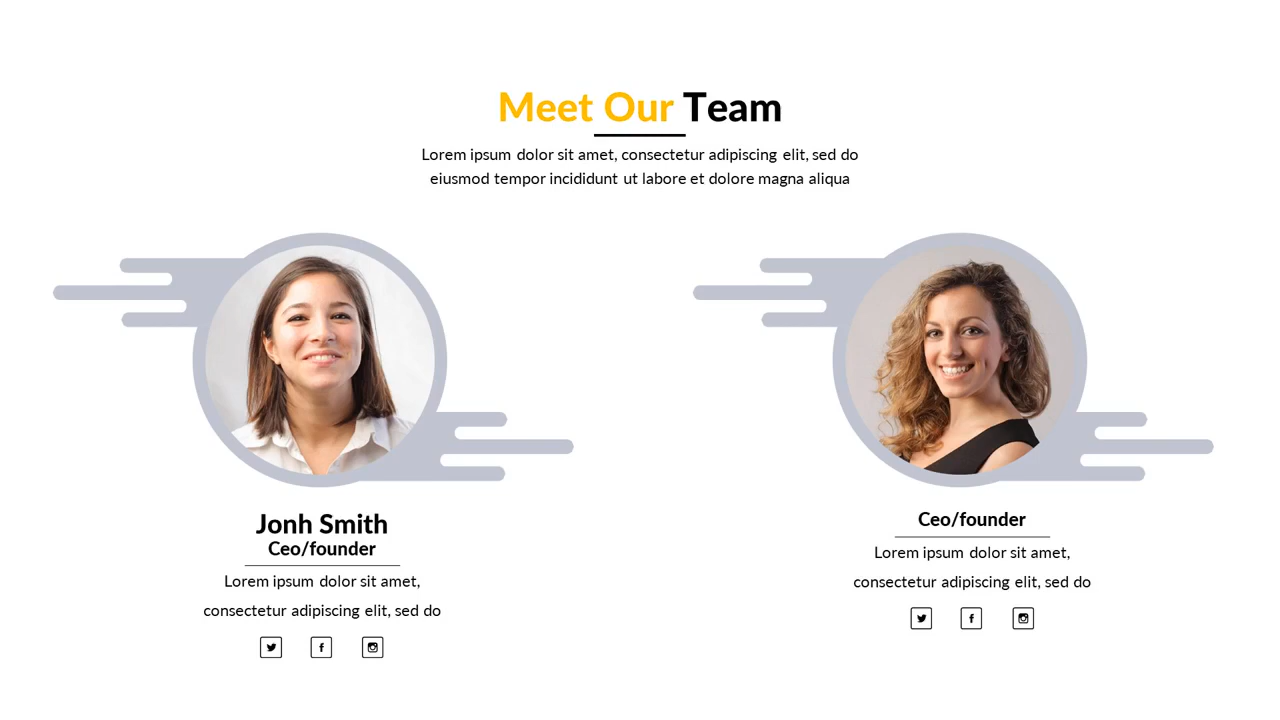 Meet Our Team
Lorem ipsum dolor sit amet, consectetur adipiscing elit, sed do
eiusmod tempor incididunt ut labore et dolore magna aliqua
Jonh Smith
Ceo/founder
Lorem ipsum dolor sit amet,
consectetur adipiscing elit, sed do
Ceo/founder
Lorem ipsum dolor sit amet,
consectetur adipiscing elit, sed do